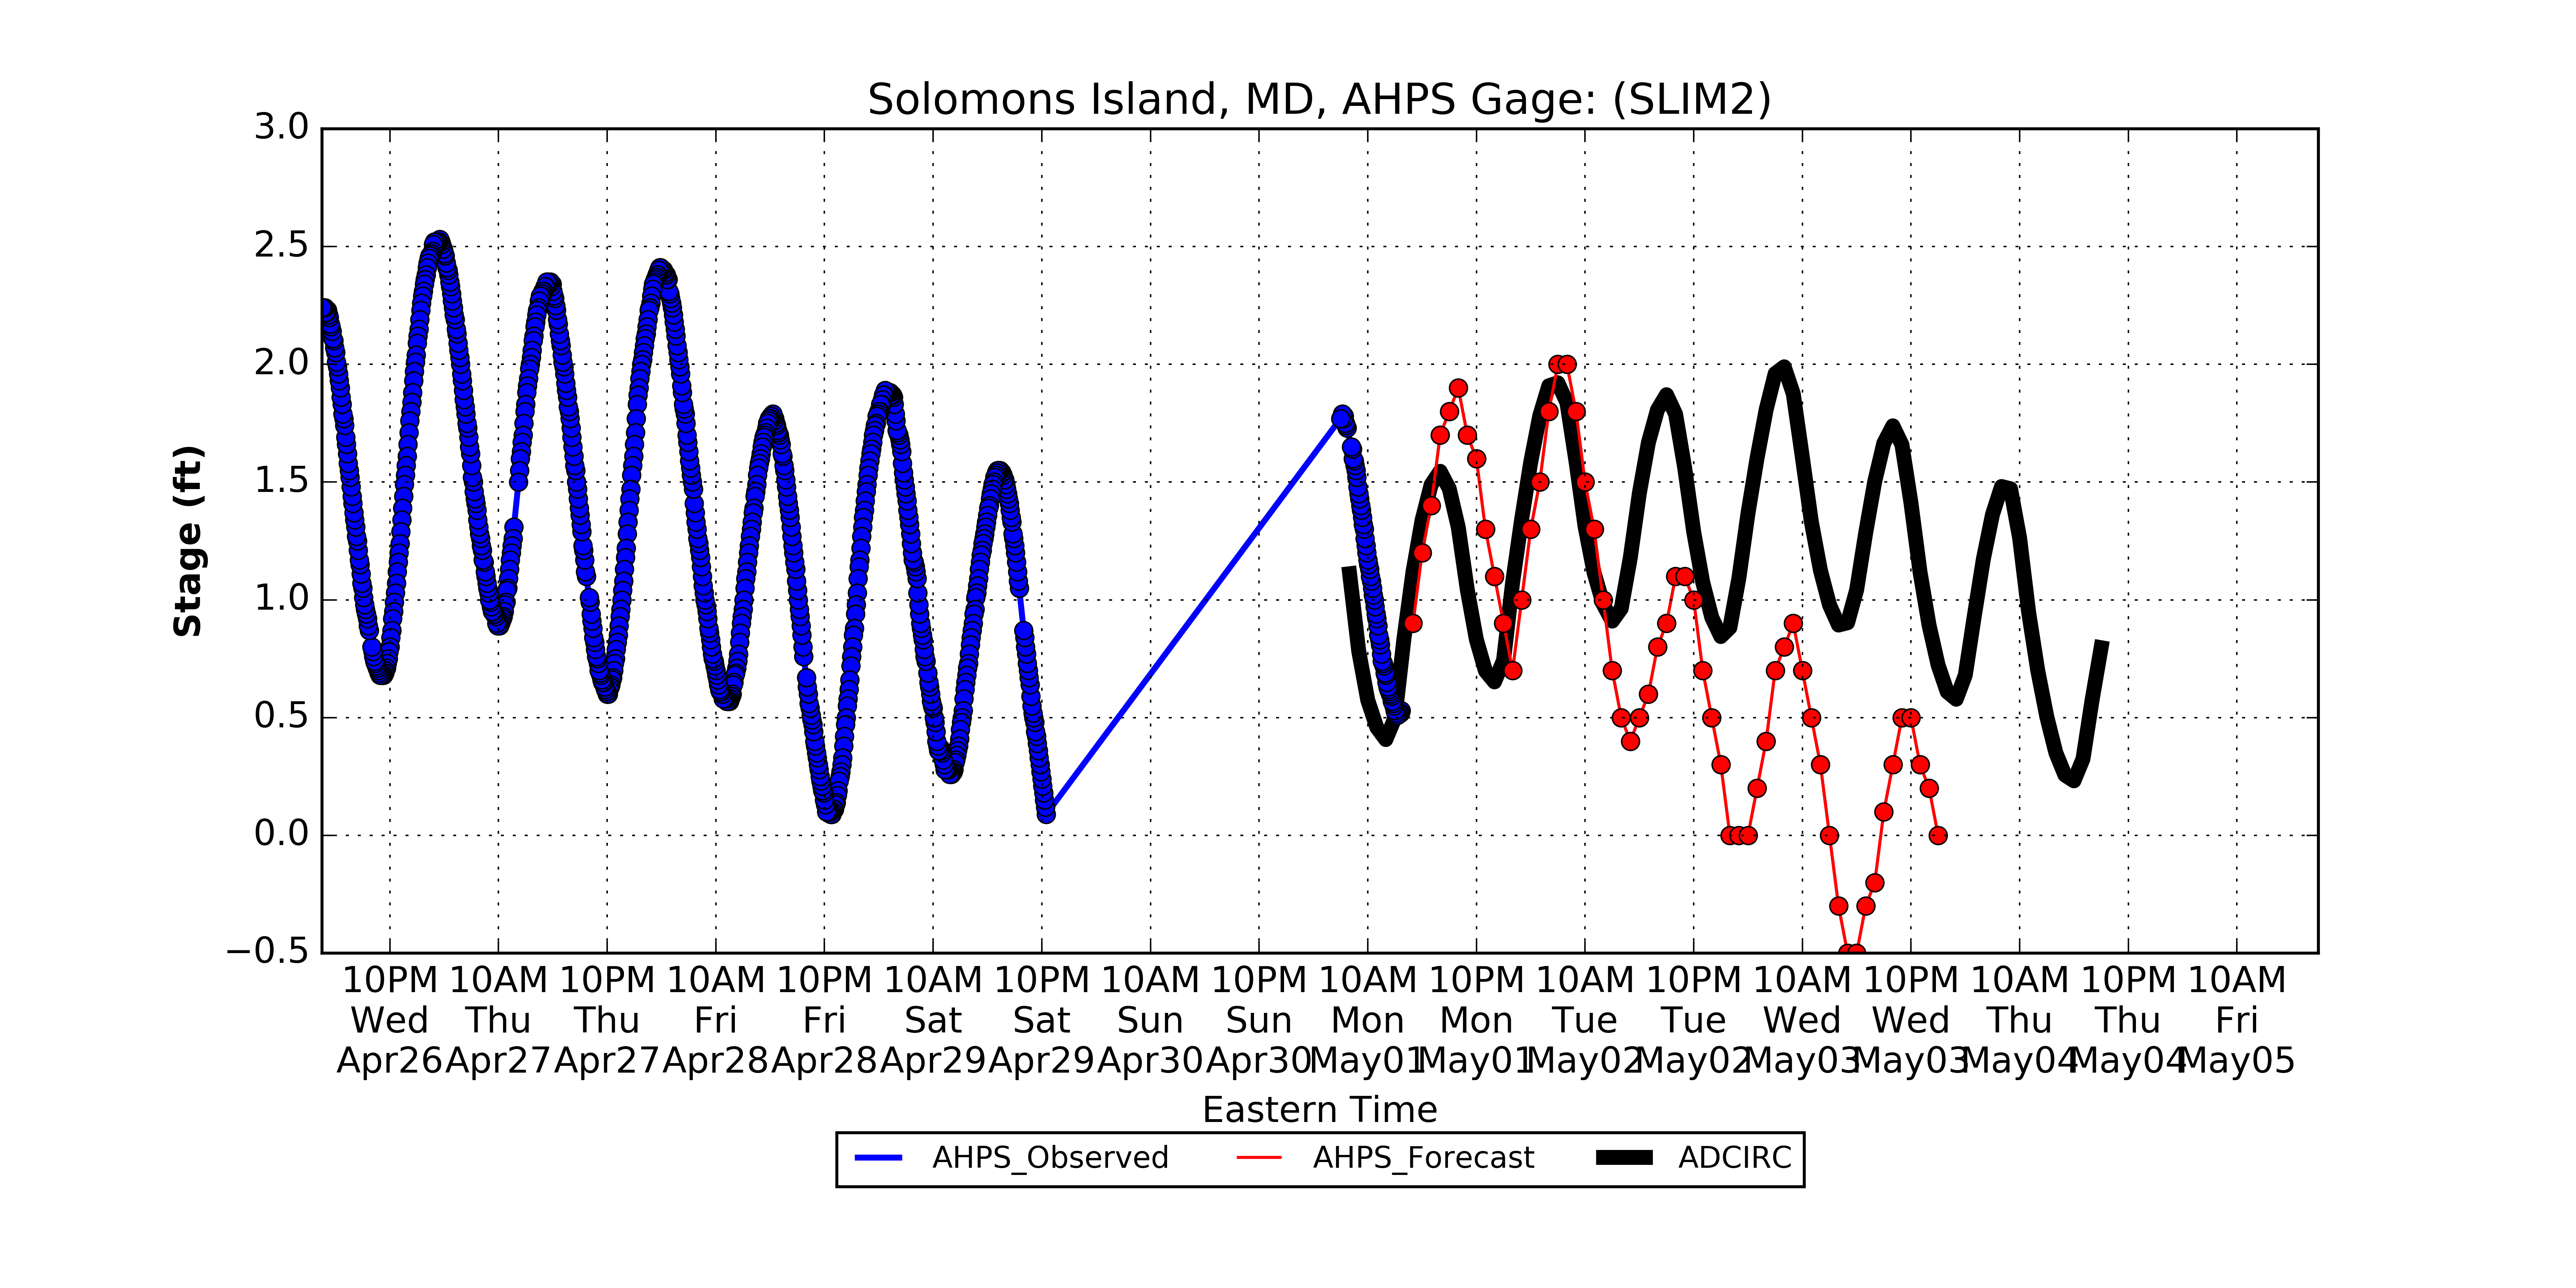 Solomons Island, MD, AHPS Gage: (SLIM2)
3.0
2.5
2.0
1.5
1.0
0.5
0.0
−0.5
Stage (ft)
10PM 10AM 10PM 10AM 10PM 10AM 10PM 10AM 10PM 10AM 10PM 10AM 10PM 10AM 10PM 10AM 10PM 10AM
Wed Thu Thu Fri Fri Sat Sat Sun Sun Mon Mon Tue Tue Wed Wed Thu Thu Fri
Apr26 Apr27 Apr27 Apr28 Apr28 Apr29 Apr29 Apr30 Apr30 May01 May01 May02 May02 May03 May03 May04 May04 May05
Eastern Time
AHPS_Observed AHPS_Forecast ADCIRC